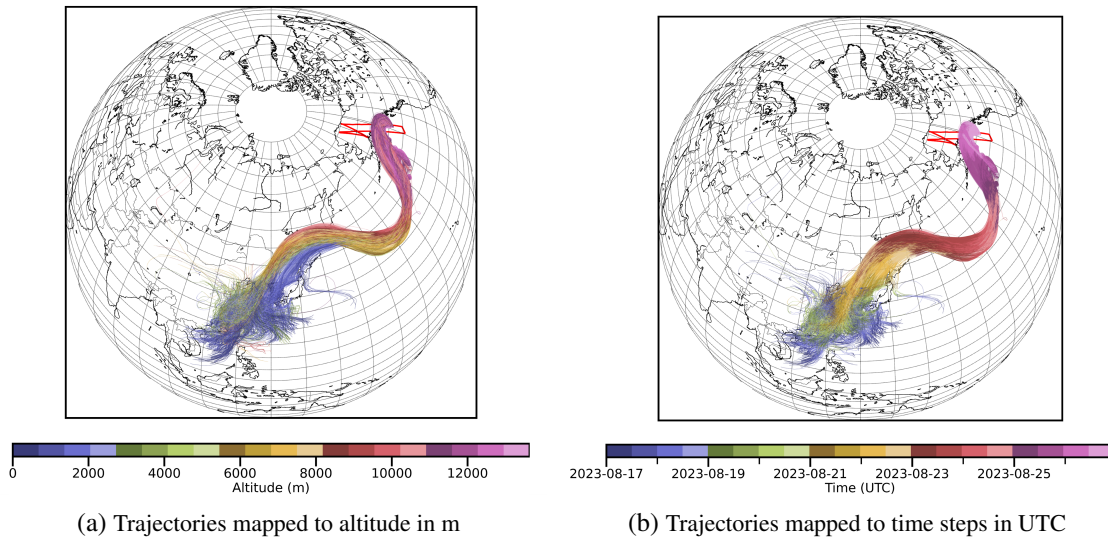 0 2000 4000 6000 8000 10000 12000
Altitude (m)
(a) Trajectories mapped to altitude in m
2023-08-17 2023-08-19 2023-08-21 2023-08-23 2023-08-25
Time (UTC)
(b) Trajectories mapped to time steps in UTC